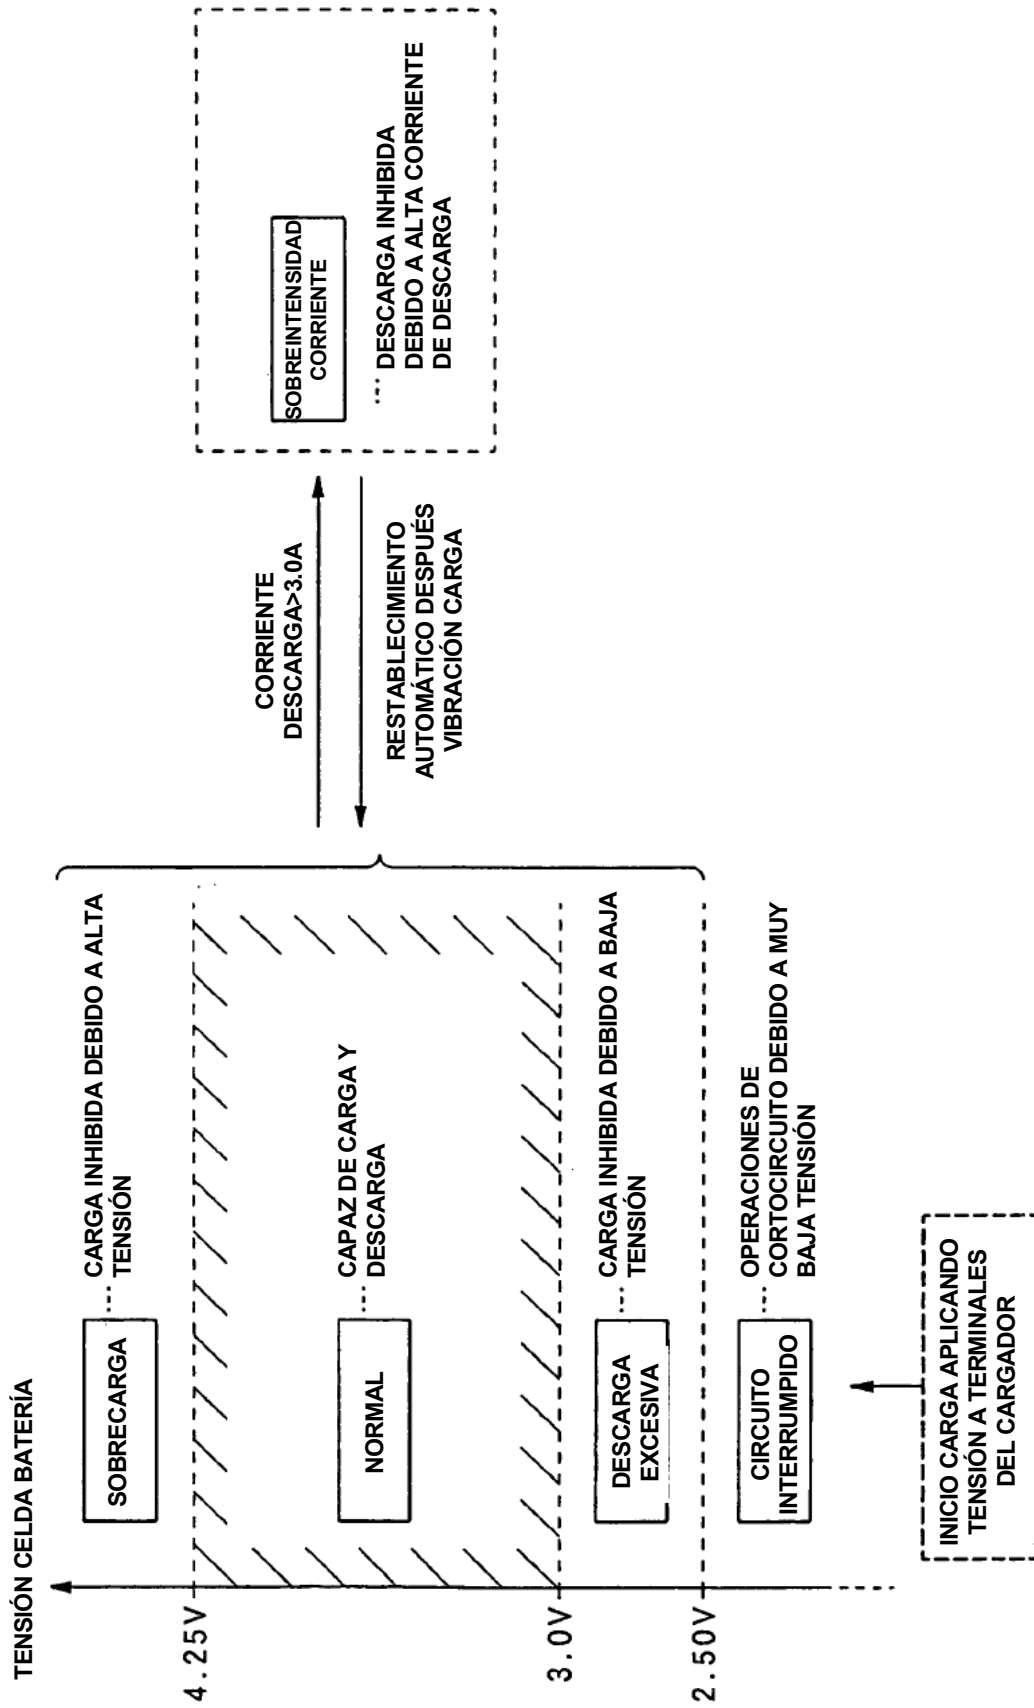 TENSIÓN CELDA BATERÍA
4.25V
3.0V
2.50V
SOBRECARGA
CARGA INHIBIDA DEBIDO A ALTA
TENSIÓN
NORMAL
CAPAZ DE CARGA Y
DESCARGA
DESCARGA
EXCESIVA
CARGA INHIBIDA DEBIDO A BAJA
TENSIÓN
CIRCUITO
INTERRUMPIDO
OPERACIONES DE
CORTOCIRCUITO DEBIDO A MUY
BAJA TENSIÓN
INICIO CARGA APLICANDO
TENSIÓN A TERMINALES
DEL CARGADOR
CORRIENTE
DESCARGA>3.0A
RESTABLECIMIENTO
AUTOMÁTICO DESPUÉS
VIBRACIÓN CARGA
SOBREINTENSIDAD
CORRIENTE
DESCARGA INHIBIDA
DEBIDO A ALTA CORRIENTE
DE DESCARGA